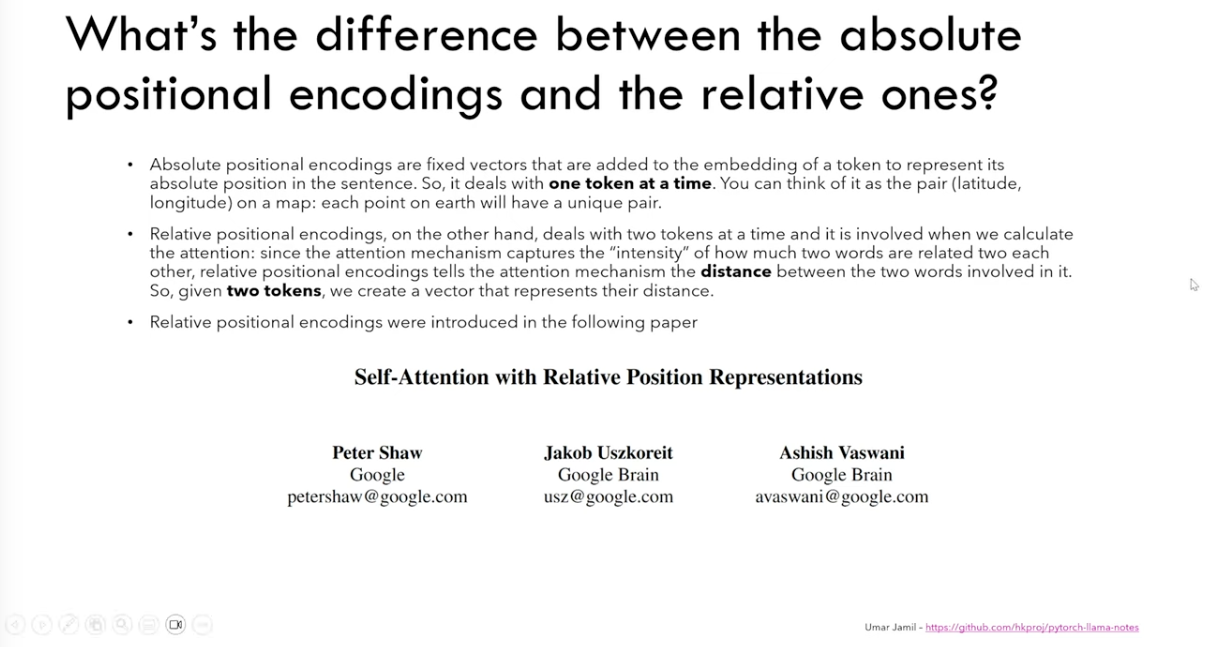 What's the difference between the absolute
positional encodings and the relative ones?
• Absolute positional encodings are fixed vectors that are added to the embedding of a token to represent its
absolute position in the sentence. So, it deals with one token at a time. You can think of it as the pair (latitude,
longitude) on a map: each point on earth will have a unique pair.
• Relative positional encodings, on the other hand, deals with two tokens at a time and it is involved when we calculate
the attention: since the attention mechanism captures the “intensity” of how much two words are related two each
other, relative positional encodings tells the attention mechanism the distance between the two words involved in it.
So, given two tokens, we create a vector that represents their distance.
• Relative positional encodings were introduced in the following paper
Self-Attention with Relative Position Representations
Peter Shaw Jakob Uszkoreit Ashish Vaswani
Google Google Brain Google Brain
petershaw@google.com usz@google.com avaswani@google.com
Umar Jamil - https://github.com/hkproj/pytorch-llama-notes